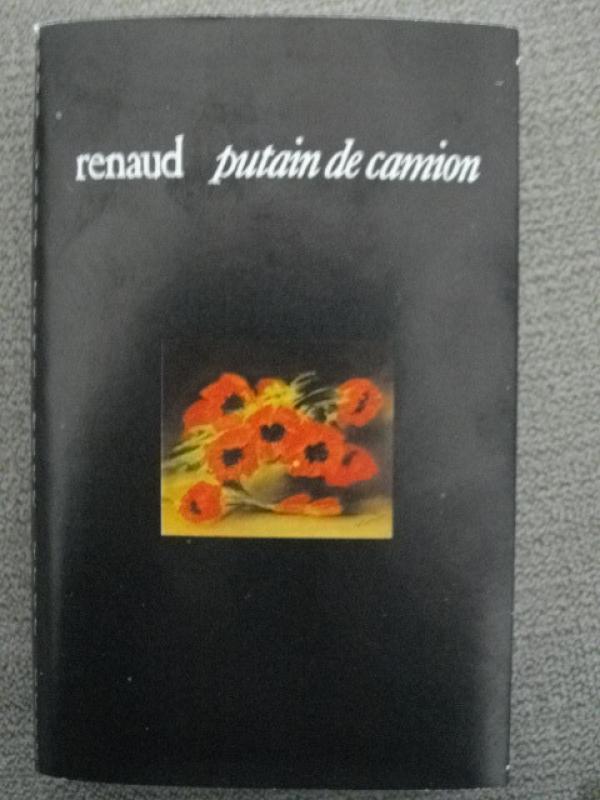 renaud putain de camion